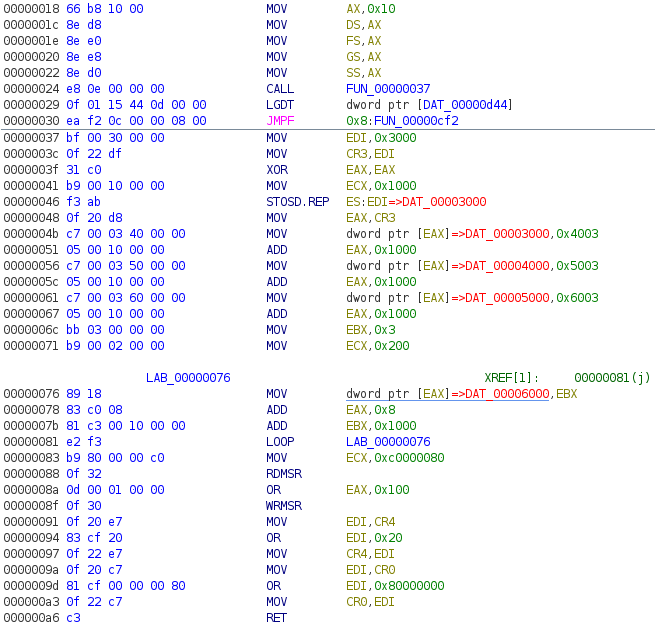 00000018 66 b8 10 00 MOV AX,0x10
0000001c 8e d8 MOV DS,AX
0000001e 8e e0 MOV FS,AX
00000020 8e e8 MOV GS,AX
00000022 8e d0 MOV SS,AX
00000024 e8 0e 00 00 00 CALL FUN_00000037
00000029 0f 01 15 44 0d 00 00 LGDT dword ptr [DAT_00000d44]
00000030 ea f2 0c 00 00 08 00 JMPF 0x8:FUN_00000cf2
00000037 bf 00 30 00 00 MOV EDI,0x3000
0000003c 0f 22 df MOV CR3,EDI
0000003f 31 c0 XOR EAX,EAX
00000041 b9 00 10 00 00 MOV ECX,0x1000
00000046 f3 ab STOSD.REP ES:EDI=>DAT_00003000
00000048 0f 20 d8 MOV EAX,CR3
0000004b c7 00 03 40 00 00 MOV dword ptr [EAX]=>DAT_00003000,0x4003
00000051 05 00 10 00 00 ADD EAX,0x1000
00000056 c7 00 03 50 00 00 MOV dword ptr [EAX]=>DAT_00004000,0x5003
0000005c 05 00 10 00 00 ADD EAX,0x1000
00000061 c7 00 03 60 00 00 MOV dword ptr [EAX]=>DAT_00005000,0x6003
00000067 05 00 10 00 00 ADD EAX,0x1000
0000006c bb 03 00 00 00 MOV EBX,0x3
00000071 b9 00 02 00 00 MOV ECX,0x200
LAB_00000076 XREF[1]: 00000081(j)
00000076 89 18 MOV dword ptr [EAX]=>DAT_00006000,EBX
00000078 83 c0 08 ADD EAX,0x8
0000007b 81 c3 00 10 00 00 ADD EBX,0x1000
00000081 e2 f3 LOOP LAB_00000076
00000083 b9 80 00 00 c0 MOV ECX,0xc0000080
00000088 0f 32 RDMSR
0000008a 0d 00 01 00 00 OR EAX,0x100
0000008f 0f 30 WRMSR
00000091 0f 20 e7 MOV EDI,CR4
00000094 83 cf 20 OR EDI,0x20
00000097 0f 22 e7 MOV CR4,EDI
0000009a 0f 20 c7 MOV EDI,CR0
0000009d 81 cf 00 00 00 80 OR EDI,0x80000000
000000a3 0f 22 c7 MOV CR0,EDI
000000a6 c3 RET